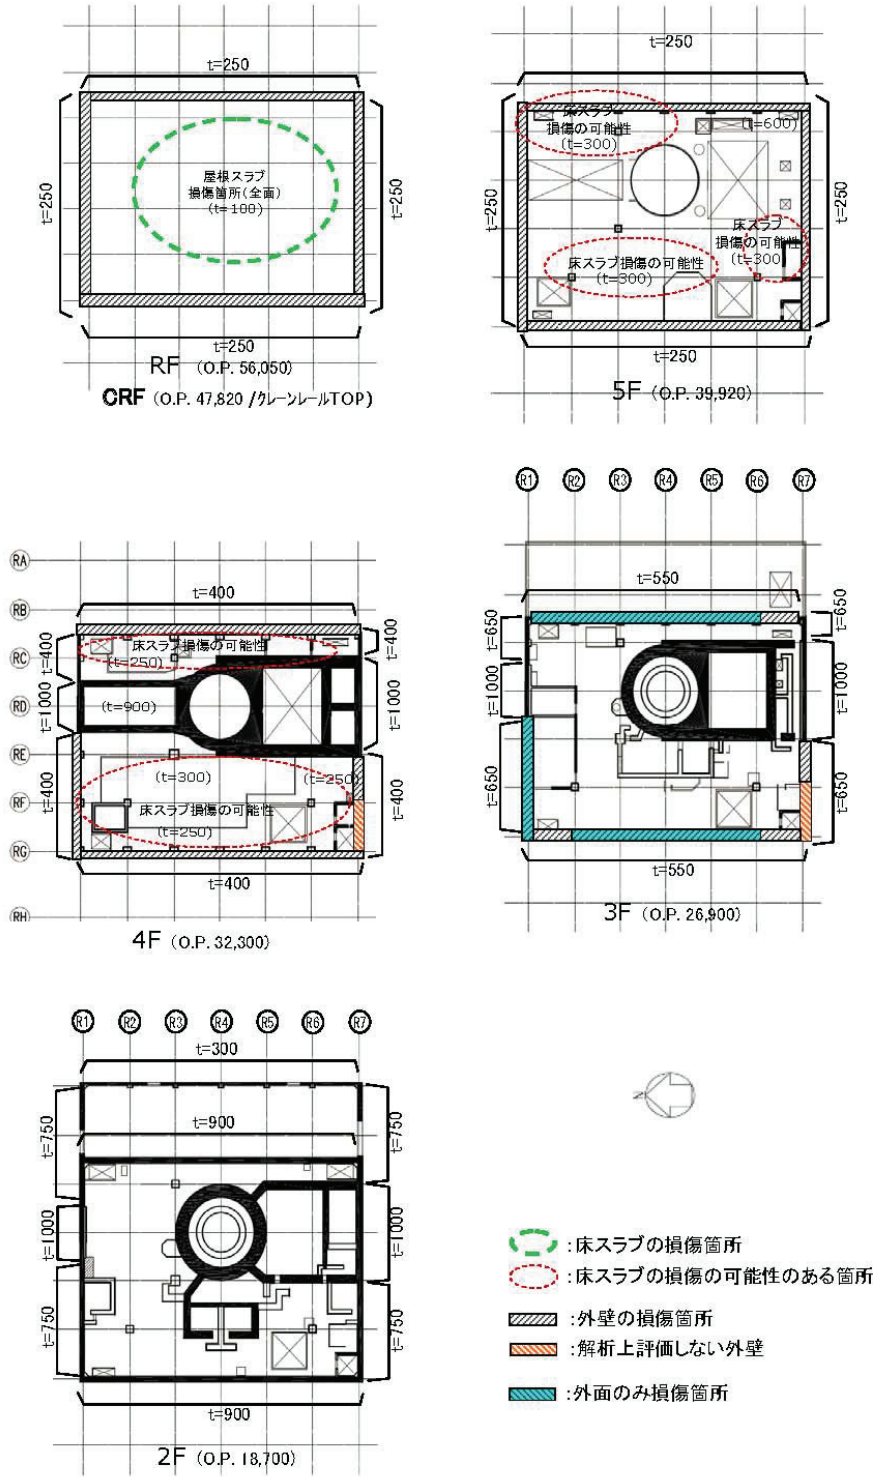 t=250
t=250
屋根スラブ
損傷箇所(全面)
(t=100)
t=250
t=250
RF (O.P. 56,050)
CRF (O.P. 47,820 /クレーンレールTOP)
t=250
床スラブ
損傷の可能性
(t=300)
(t=600)
t=250
床スラブ
損傷の可能性
(t=300)
床スラブ損傷の可能性
(t=300)
t=250
t=250
5F (O.P. 39,920)
RA
RB
RC
RD
RE
RF
RG
RH
t=400
t=400
床スラブ損傷の可能性
(t=250)
t=400
t=1000
(t=900)
t=1000
t=400
(t=300)
(t=250)
床スラブ損傷の可能性
(t=250)
t=400
t=400
4F (O.P. 32,300)
R1 R2 R3 R4 R5 R6 R7
t=550
t=650
t=650
t=1000
t=1000
t=650
t=650
t=550
3F (O.P. 26,900)
R1 R2 R3 R4 R5 R6 R7
t=300
t=750
t=900
t=750
t=1000
t=1000
t=750
t=750
t=900
2F (O.P. 18,700)
N
:床スラブの損傷箇所
:床スラブの損傷の可能性のある箇所
:外壁の損傷箇所
:解析上評価しない外壁
:外面のみ損傷箇所